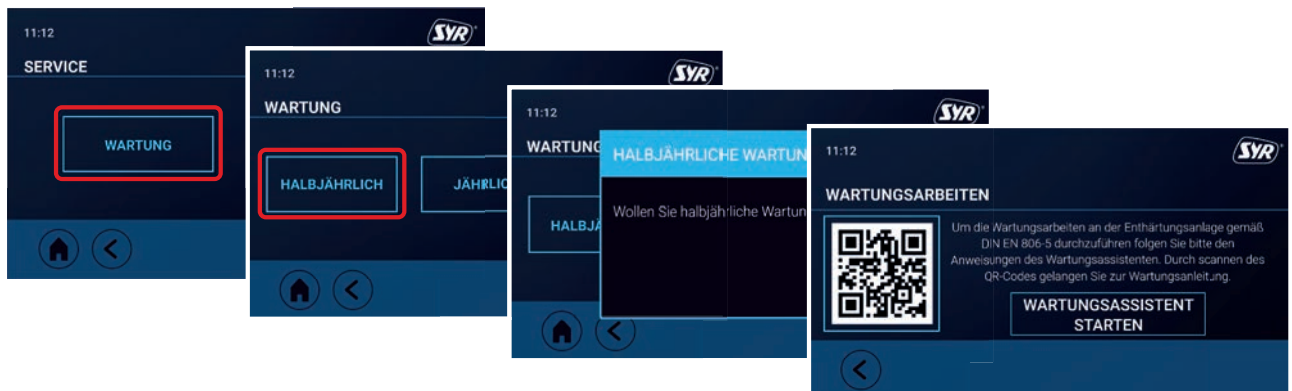 11:12
SYR
SERVICE
WARTUNG
11:12
SYR
WARTUNG
HALBJÄHRLICH
JÄHRLIC
11:12
SYR
WARTUNG
HALBJÄHRLICHE WARTUN
Wollen Sie halbjährliche Wartun
HALBJÄ
11:12
SYR
WARTUNGSARBEITEN
Um die Wartungsarbeiten an der Enthärtungsanlage gemäß
DIN EN 806-5 durchzuführen folgen Sie bitte den
Anweisungen des Wartungsassistenten. Durch scannen des
QR-Codes gelangen Sie zur Wartungsanleitung.
WARTUNGSASSISTENT
STARTEN